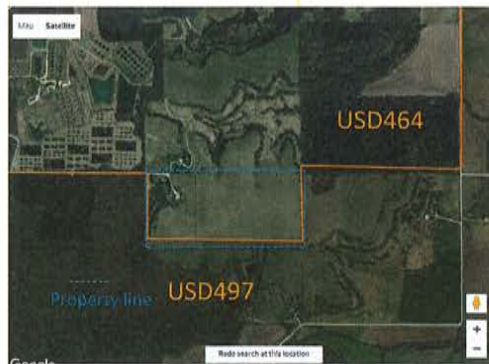 Map Satellite
USD464
Property line USD497
Google
Redo search at this location
+
−